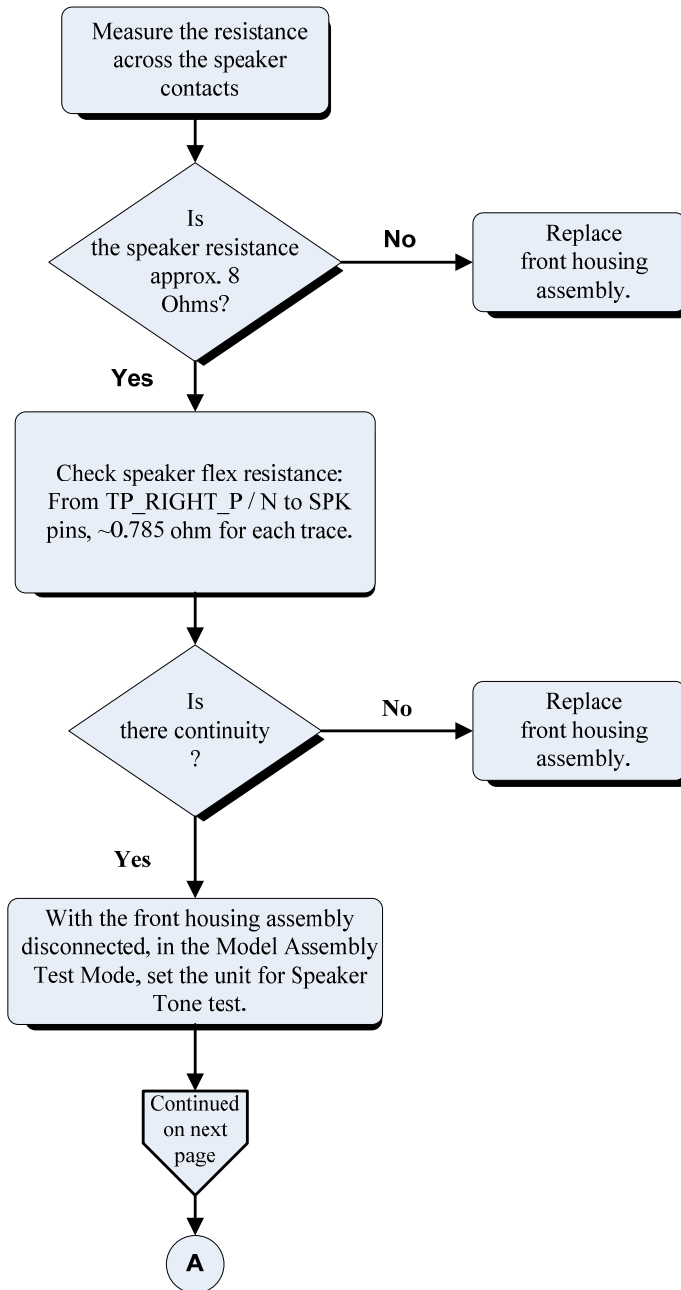 Measure the resistance
across the speaker
contacts
Is
the speaker resistance
approx. 8
Ohms?
No
Replace
front housing
assembly.
Yes
Check speaker flex resistance:
From TP_RIGHT_P / N to SPK
pins, ~0.785 ohm for each trace.
Is
there continuity
?
No
Replace
front housing
assembly.
Yes
With the front housing assembly
disconnected, in the Model Assembly
Test Mode, set the unit for Speaker
Tone test.
Continued
on next
page
A